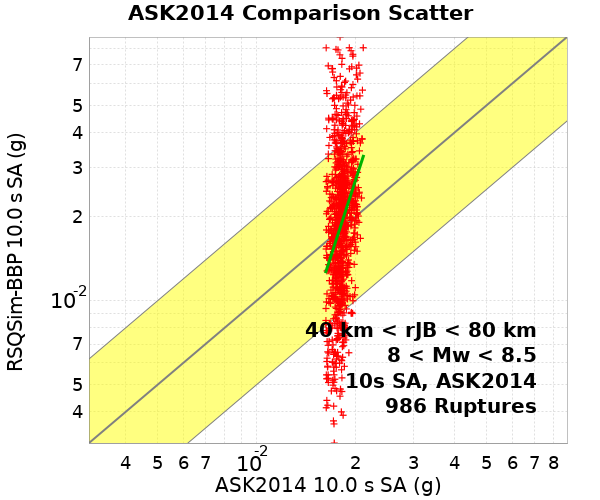 ASK2014 Comparison Scatter
RSQSim-BBP 10.0 s SA (g)
7
5
4
3
2
10-2
7
5
4
40 km < rJB < 80 km
8 < Mw < 8.5
10s SA, ASK2014
986 Ruptures
4 5 6 7 10-2 2 3 4 5 6 7 8
ASK2014 10.0 s SA (g)